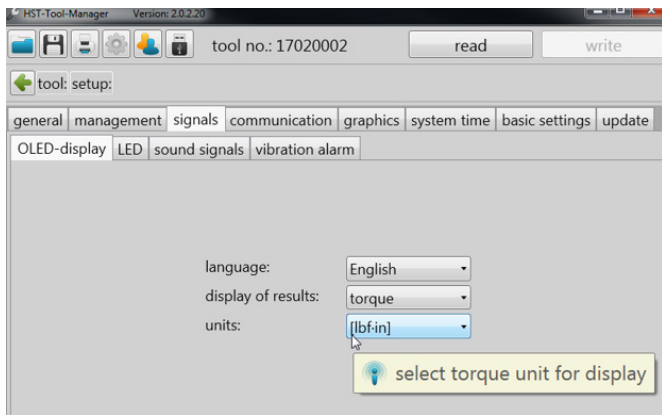 HST-Tool-Manager Version: 2.0.2.20
tool no.: 17020002 read write
tool: setup:
general management signals communication graphics system time basic settings update
OLED-display LED sound signals vibration alarm
language: English
display of results: torque
units: [lbf·in]
select torque unit for display